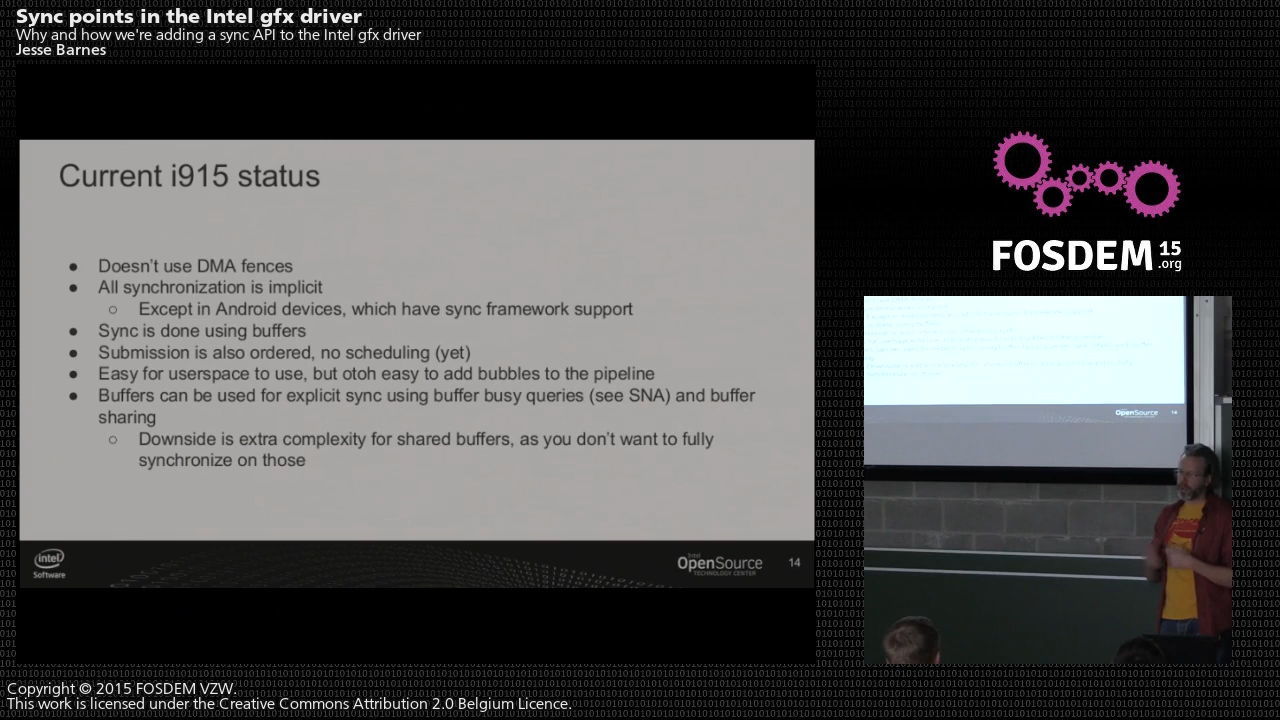 Sync points in the Intel gfx driver
Why and how we're adding a sync API to the Intel gfx driver
Jesse Barnes
Current i915 status
● Doesn't use DMA fences
● All synchronization is implicit
○ Except in Android devices, which have sync framework support
● Sync is done using buffers
● Submission is also ordered, no scheduling (yet)
● Easy for userspace to use, but otoh easy to add bubbles to the pipeline
● Buffers can be used for explicit sync using buffer busy queries (see SNA) and buffer
sharing
○ Downside is extra complexity for shared buffers, as you don't want to fully
synchronize on those
intel
Software
Intel
OpenSource
TECHNOLOGY CENTER
14
FOSDEM 15
.org
OpenSource
14
Copyright © 2015 FOSDEM VZW.
This work is licensed under the Creative Commons Attribution 2.0 Belgium Licence.